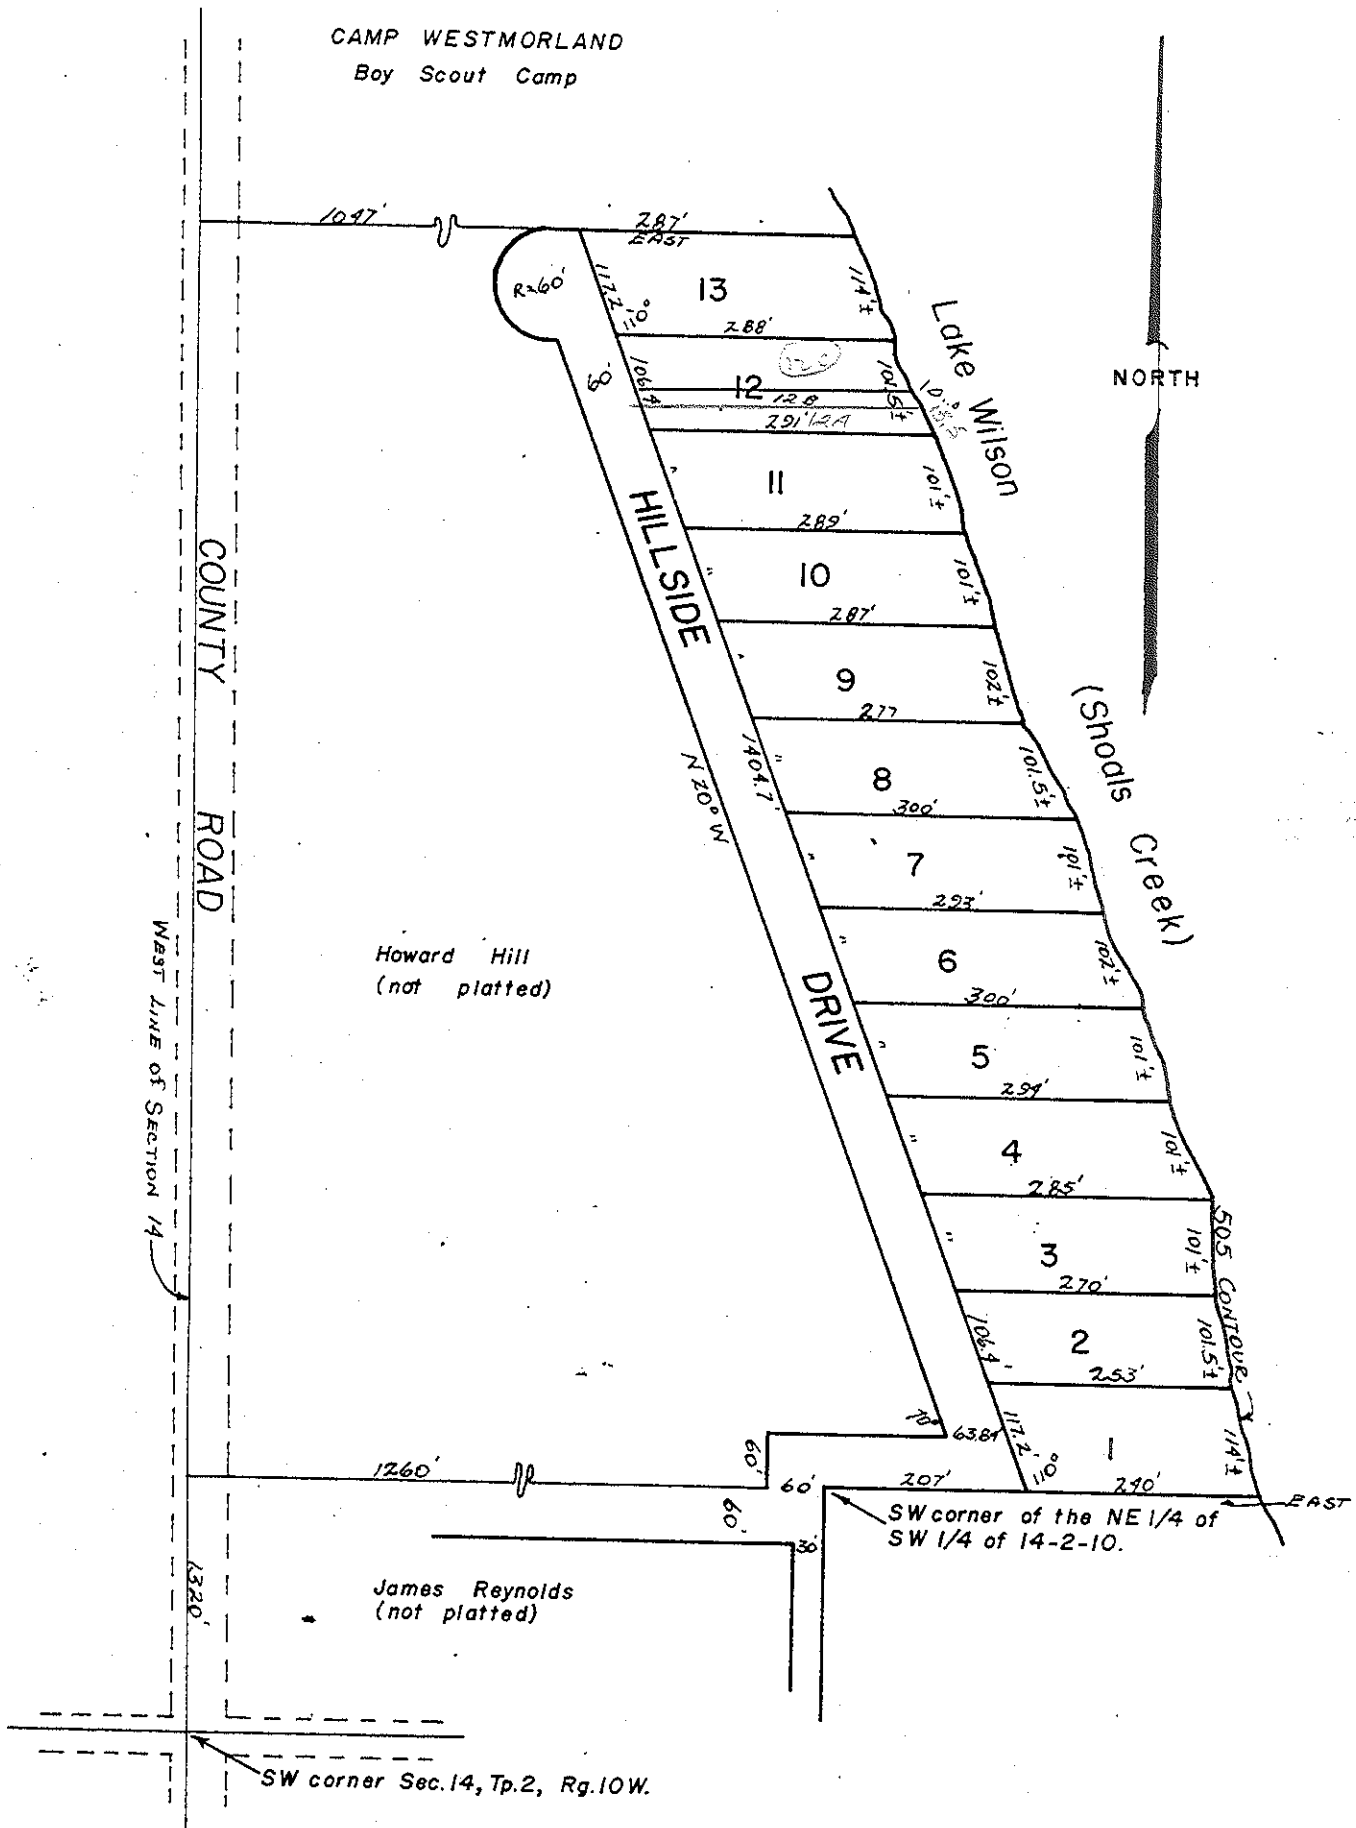 CAMP WESTMORLAND
Boy Scout Camp
1047'
287'
EAST
R=60'
117.2'
110°
13
114'±
288'
Lake Wilson
NORTH
60'
106.4
12
101.5'±
12 B
291' 12A
11
101'±
289'
HILLSIDE
10
101'±
287'
9
102'±
277
(Shoals Creek)
N 20° W
1404.7'
8
101.5'±
300'
7
101'±
293'
COUNTY ROAD
6
102'±
300'
Howard Hill
(not platted)
DRIVE
5
101'±
294'
WEST LINE of SECTION 14
4
101'±
285'
3
101'±
505 CONTOUR
270'
106.4'
2
101.5'±
253'
70°
63.84'
117.2'
110°
1
114'±
60'
1260'
60'
207'
240'
EAST
60'
SW corner of the NE 1/4 of
SW 1/4 of 14-2-10.
30'
1320'
James Reynolds
(not platted)
SW corner Sec.14, Tp.2, Rg.10W.